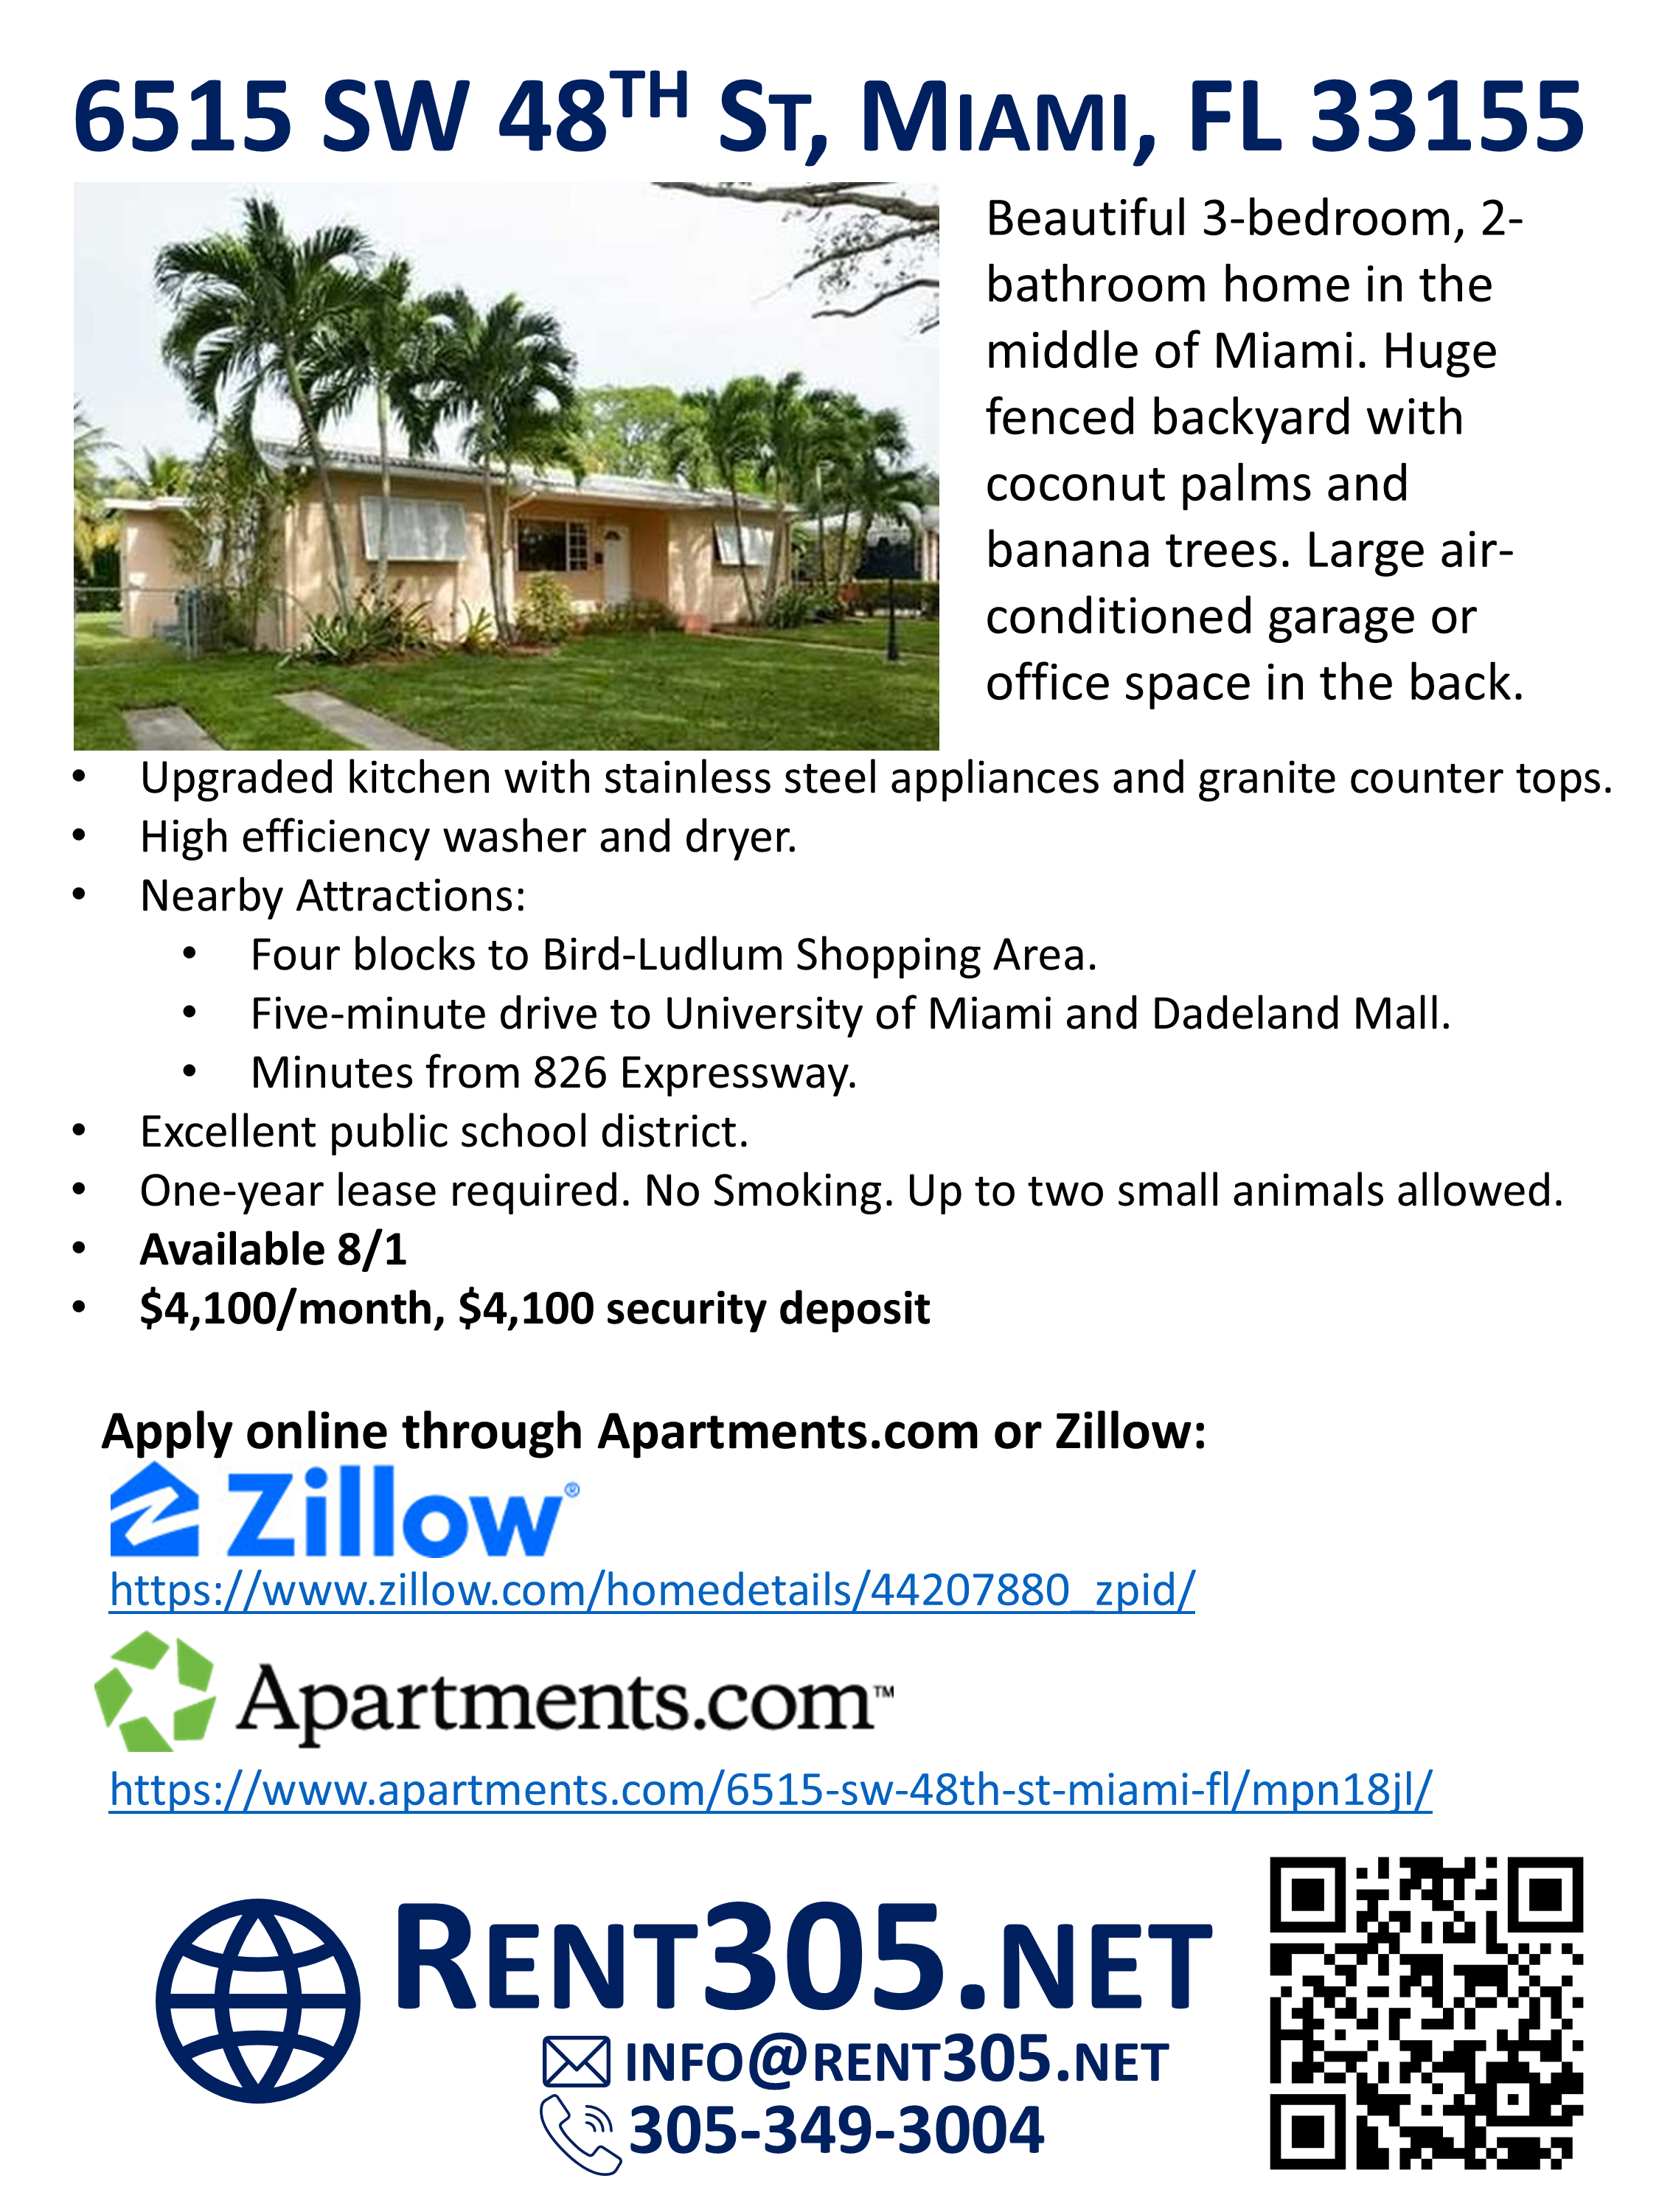 6515 SW 48TH ST, MIAMI, FL 33155
Beautiful 3-bedroom, 2-
bathroom home in the
middle of Miami. Huge
fenced backyard with
coconut palms and
banana trees. Large air-
conditioned garage or
office space in the back.
• Upgraded kitchen with stainless steel appliances and granite counter tops.
• High efficiency washer and dryer.
• Nearby Attractions:
• Four blocks to Bird-Ludlum Shopping Area.
• Five-minute drive to University of Miami and Dadeland Mall.
• Minutes from 826 Expressway.
• Excellent public school district.
• One-year lease required. No Smoking. Up to two small animals allowed.
• Available 8/1
• $4,100/month, $4,100 security deposit
Apply online through Apartments.com or Zillow:
Zillow®
https://www.zillow.com/homedetails/44207880_zpid/
Apartments.com™
https://www.apartments.com/6515-sw-48th-st-miami-fl/mpn18jl/
RENT305.NET
INFO@RENT305.NET
305-349-3004